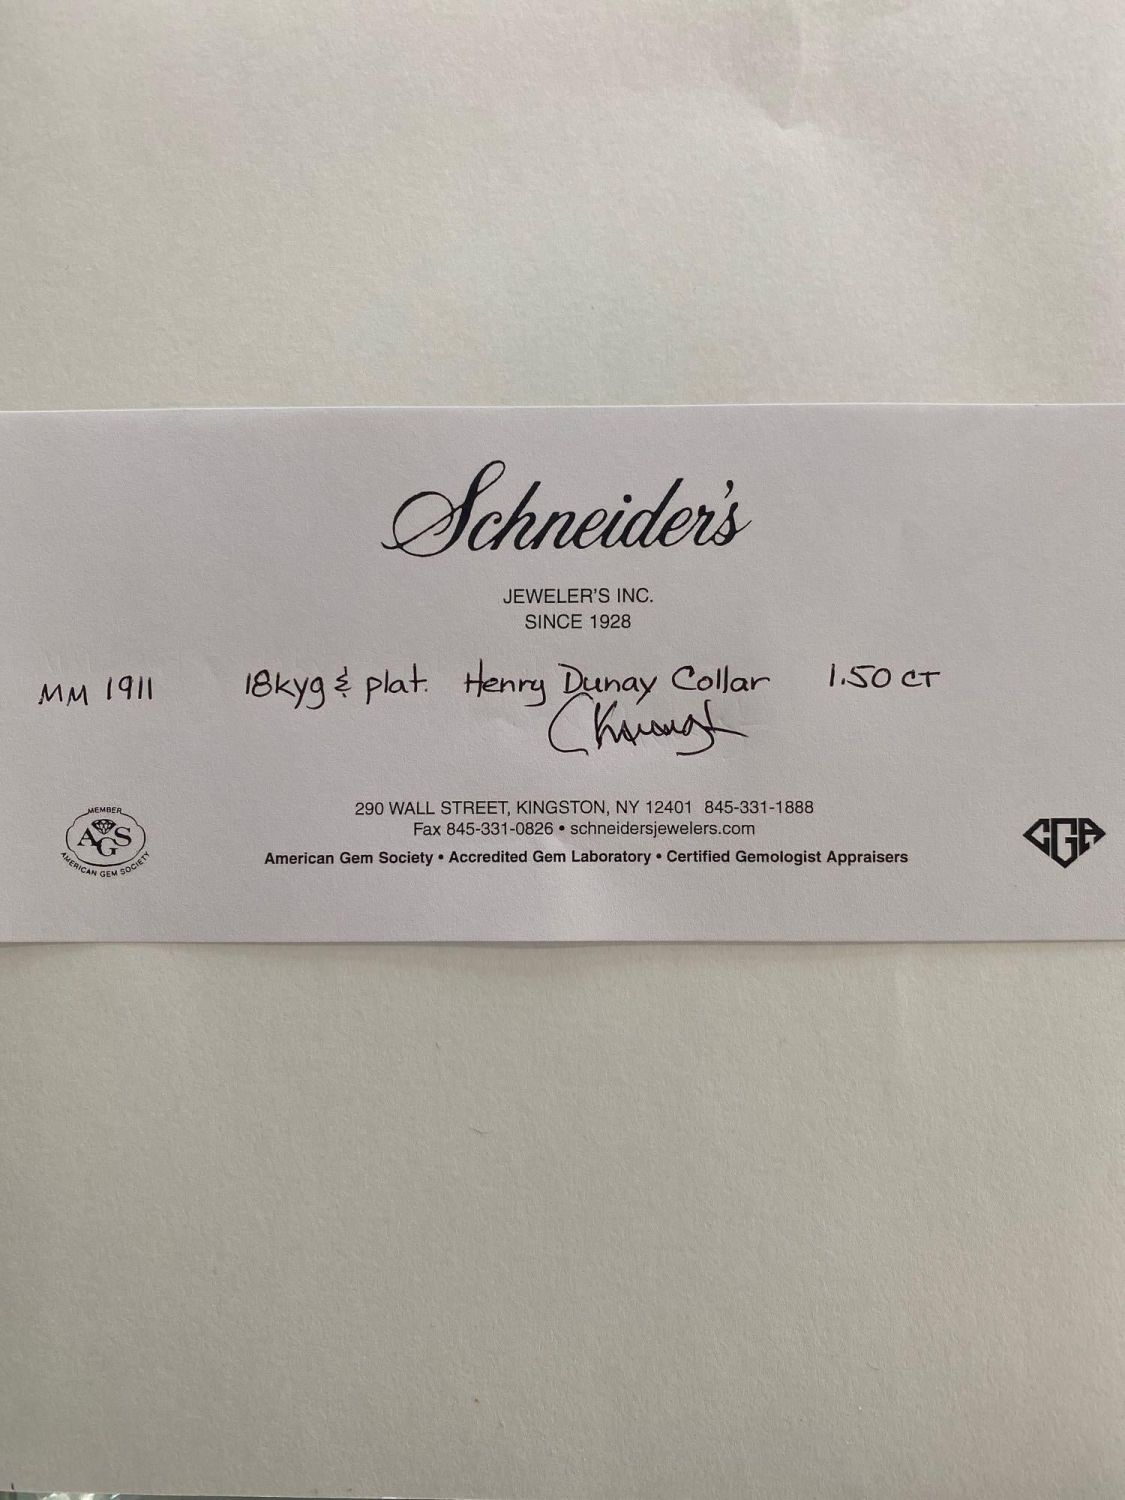 Schneider's
JEWELER'S INC.
SINCE 1928
MM 1911 18kyg & plat. Henry Dunay Collar 1.50 CT
MEMBER
AGS
AMERICAN GEM SOCIETY
290 WALL STREET, KINGSTON, NY 12401 845-331-1888
Fax 845-331-0826 • schneidersjewelers.com
American Gem Society • Accredited Gem Laboratory • Certified Gemologist Appraisers
CGA